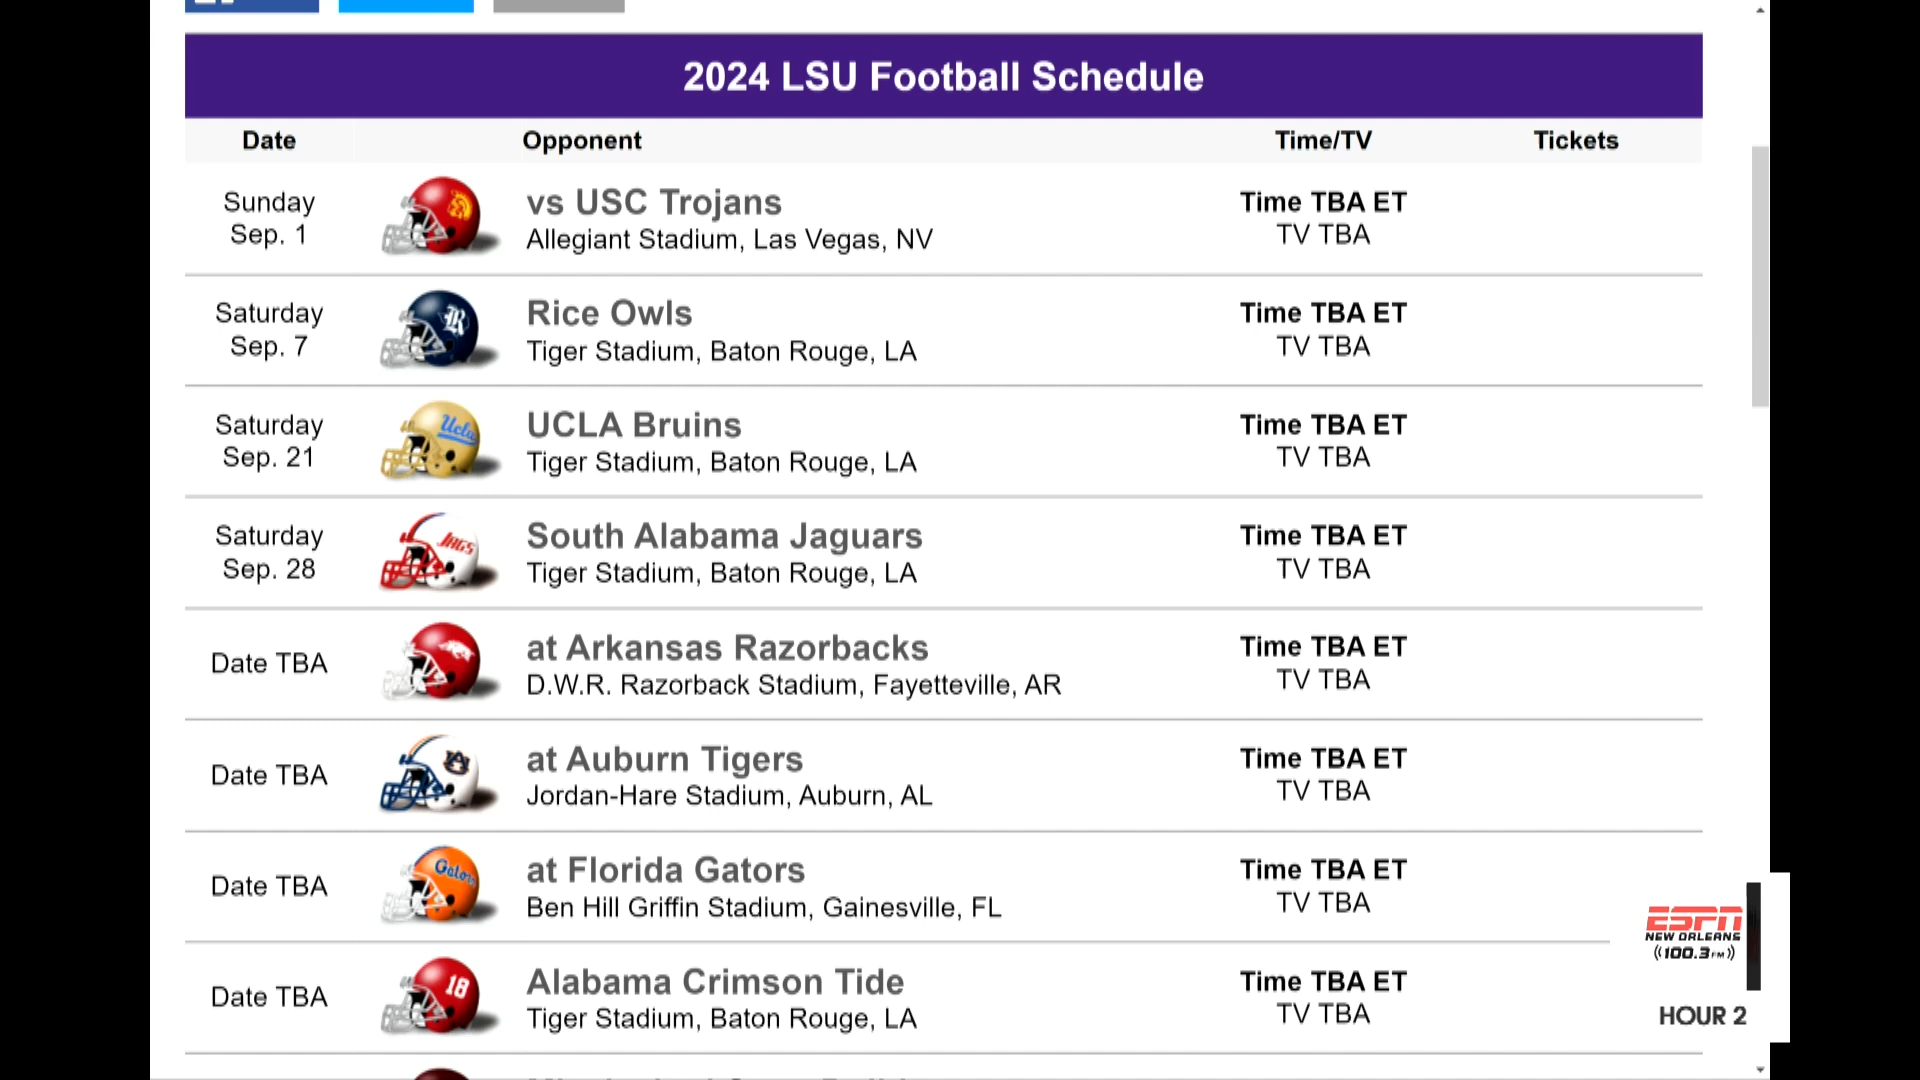 2024 LSU Football Schedule
Date Opponent Time/TV Tickets
Sunday
Sep. 1
vs USC Trojans
Allegiant Stadium, Las Vegas, NV
Time TBA ET
TV TBA
Saturday
Sep. 7
R
Rice Owls
Tiger Stadium, Baton Rouge, LA
Time TBA ET
TV TBA
Saturday
Sep. 21
Ucla
UCLA Bruins
Tiger Stadium, Baton Rouge, LA
Time TBA ET
TV TBA
Saturday
Sep. 28
JAGS
South Alabama Jaguars
Tiger Stadium, Baton Rouge, LA
Time TBA ET
TV TBA
Date TBA
at Arkansas Razorbacks
D.W.R. Razorback Stadium, Fayetteville, AR
Time TBA ET
TV TBA
Date TBA
AU
at Auburn Tigers
Jordan-Hare Stadium, Auburn, AL
Time TBA ET
TV TBA
Date TBA
Gators
at Florida Gators
Ben Hill Griffin Stadium, Gainesville, FL
Time TBA ET
TV TBA
Date TBA
18
Alabama Crimson Tide
Tiger Stadium, Baton Rouge, LA
Time TBA ET
TV TBA
ESPN
NEW ORLEANS
((100.3 FM))
HOUR 2